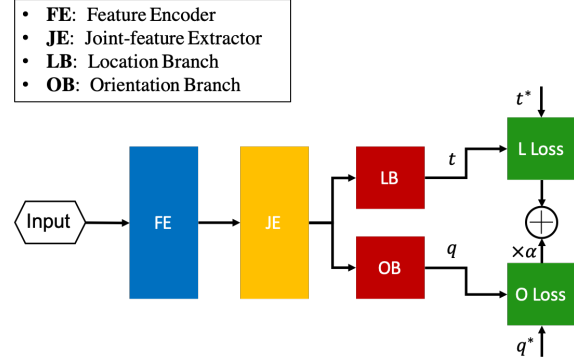 • FE: Feature Encoder
• JE: Joint-feature Extractor
• LB: Location Branch
• OB: Orientation Branch
t*
L Loss
t
LB
Input
FE
JE
×α
OB
q
O Loss
q*